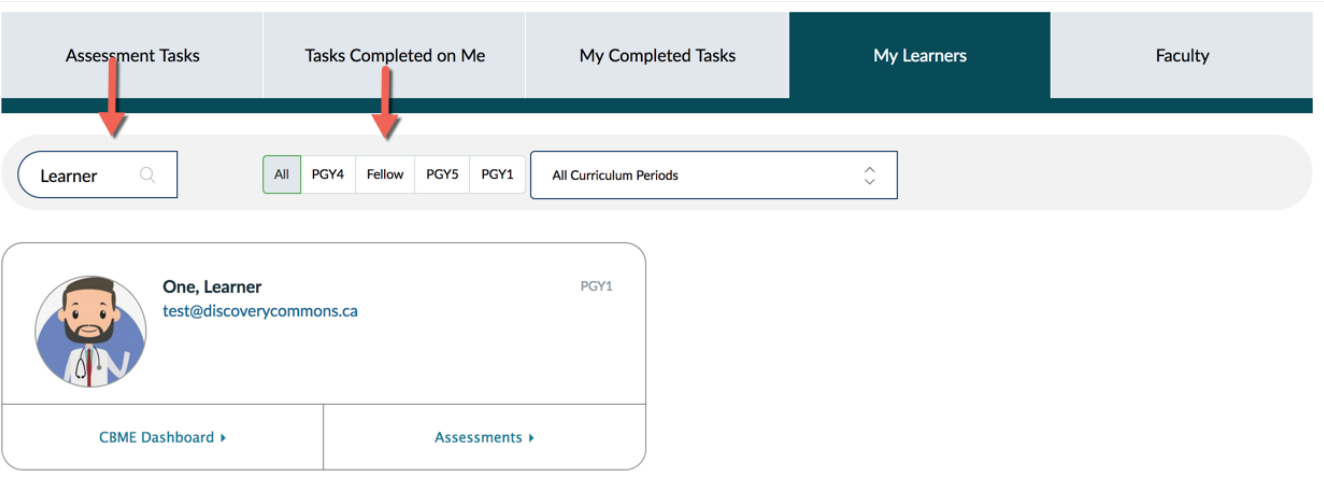 Assessment Tasks
Tasks Completed on Me
My Completed Tasks
My Learners
Faculty
Learner
All
PGY4
Fellow
PGY5
PGY1
All Curriculum Periods
One, Learner
PGY1
test@discoverycommons.ca
CBME Dashboard
Assessments